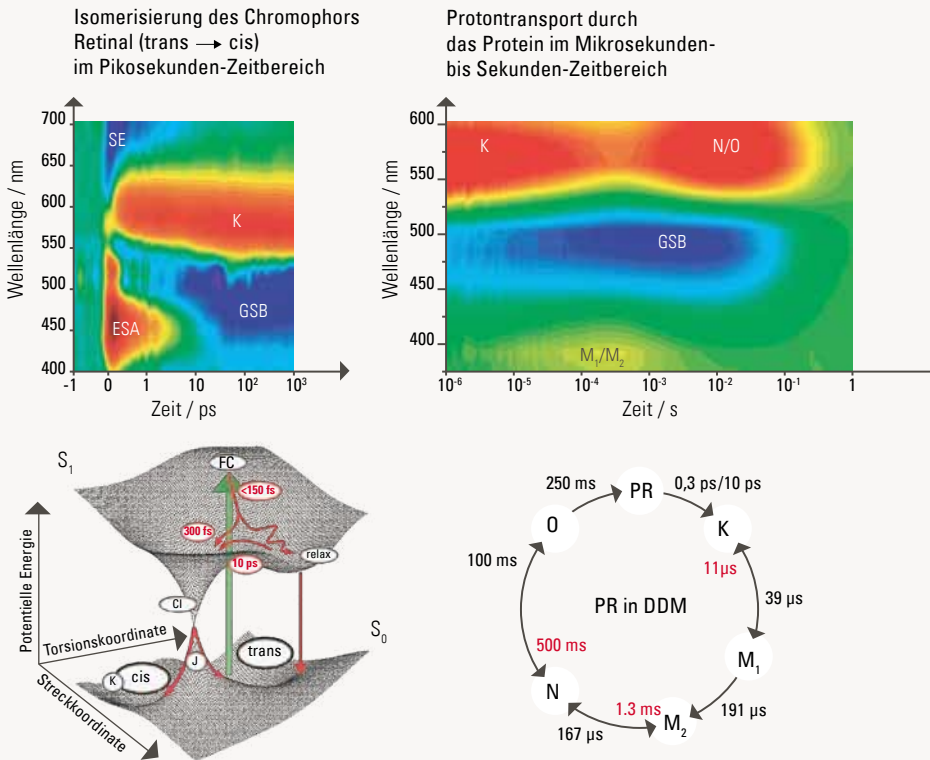 Isomerisierung des Chromophors
Retinal (trans → cis)
im Pikosekunden-Zeitbereich
Protontransport durch
das Protein im Mikrosekunden-
bis Sekunden-Zeitbereich
Wellenlänge / nm
700
650
600
550
500
450
400
SE
K
GSB
ESA
-1 0 1 10 10² 10³
Zeit / ps
Wellenlänge / nm
600
550
500
450
400
K
N/O
GSB
M₁/M₂
10⁻⁶ 10⁻⁵ 10⁻⁴ 10⁻³ 10⁻² 10⁻¹ 1
Zeit / s
S₁
FC
<150 fs
300 fs
10 ps
relax
CI
S₀
Potentielle Energie
Torsionskoordinate
Streckkoordinate
J
trans
K
cis
250 ms
PR
0,3 ps/10 ps
O
K
100 ms
11µs
PR in DDM
39 µs
500 ms
M₁
N
1.3 ms
M₂
191 µs
167 µs